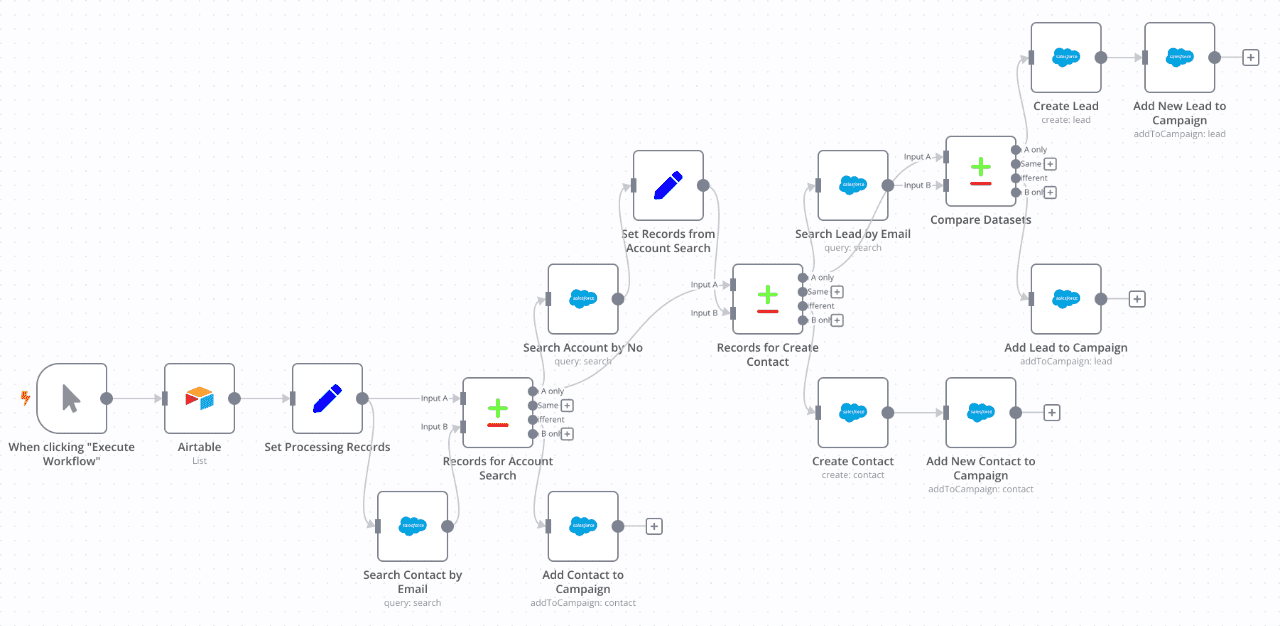 Create Lead
create: lead
Add New Lead to
Campaign
addToCampaign: lead
Input A
Input B
A only
Same
ifferent
B onl
Compare Datasets
Set Records from
Account Search
salesforce
Search Lead by Email
query: search
Input A
Input B
A only
Same
ifferent
B onl
Records for Create
Contact
Search Account by No
query: search
Add Lead to Campaign
addToCampaign: lead
When clicking "Execute
Workflow"
Airtable
List
Set Processing Records
Input A
Input B
A only
Same
ifferent
B onl
Records for Account
Search
Create Contact
create: contact
Add New Contact to
Campaign
addToCampaign: contact
Search Contact by
Email
query: search
Add Contact to
Campaign
addToCampaign: contact